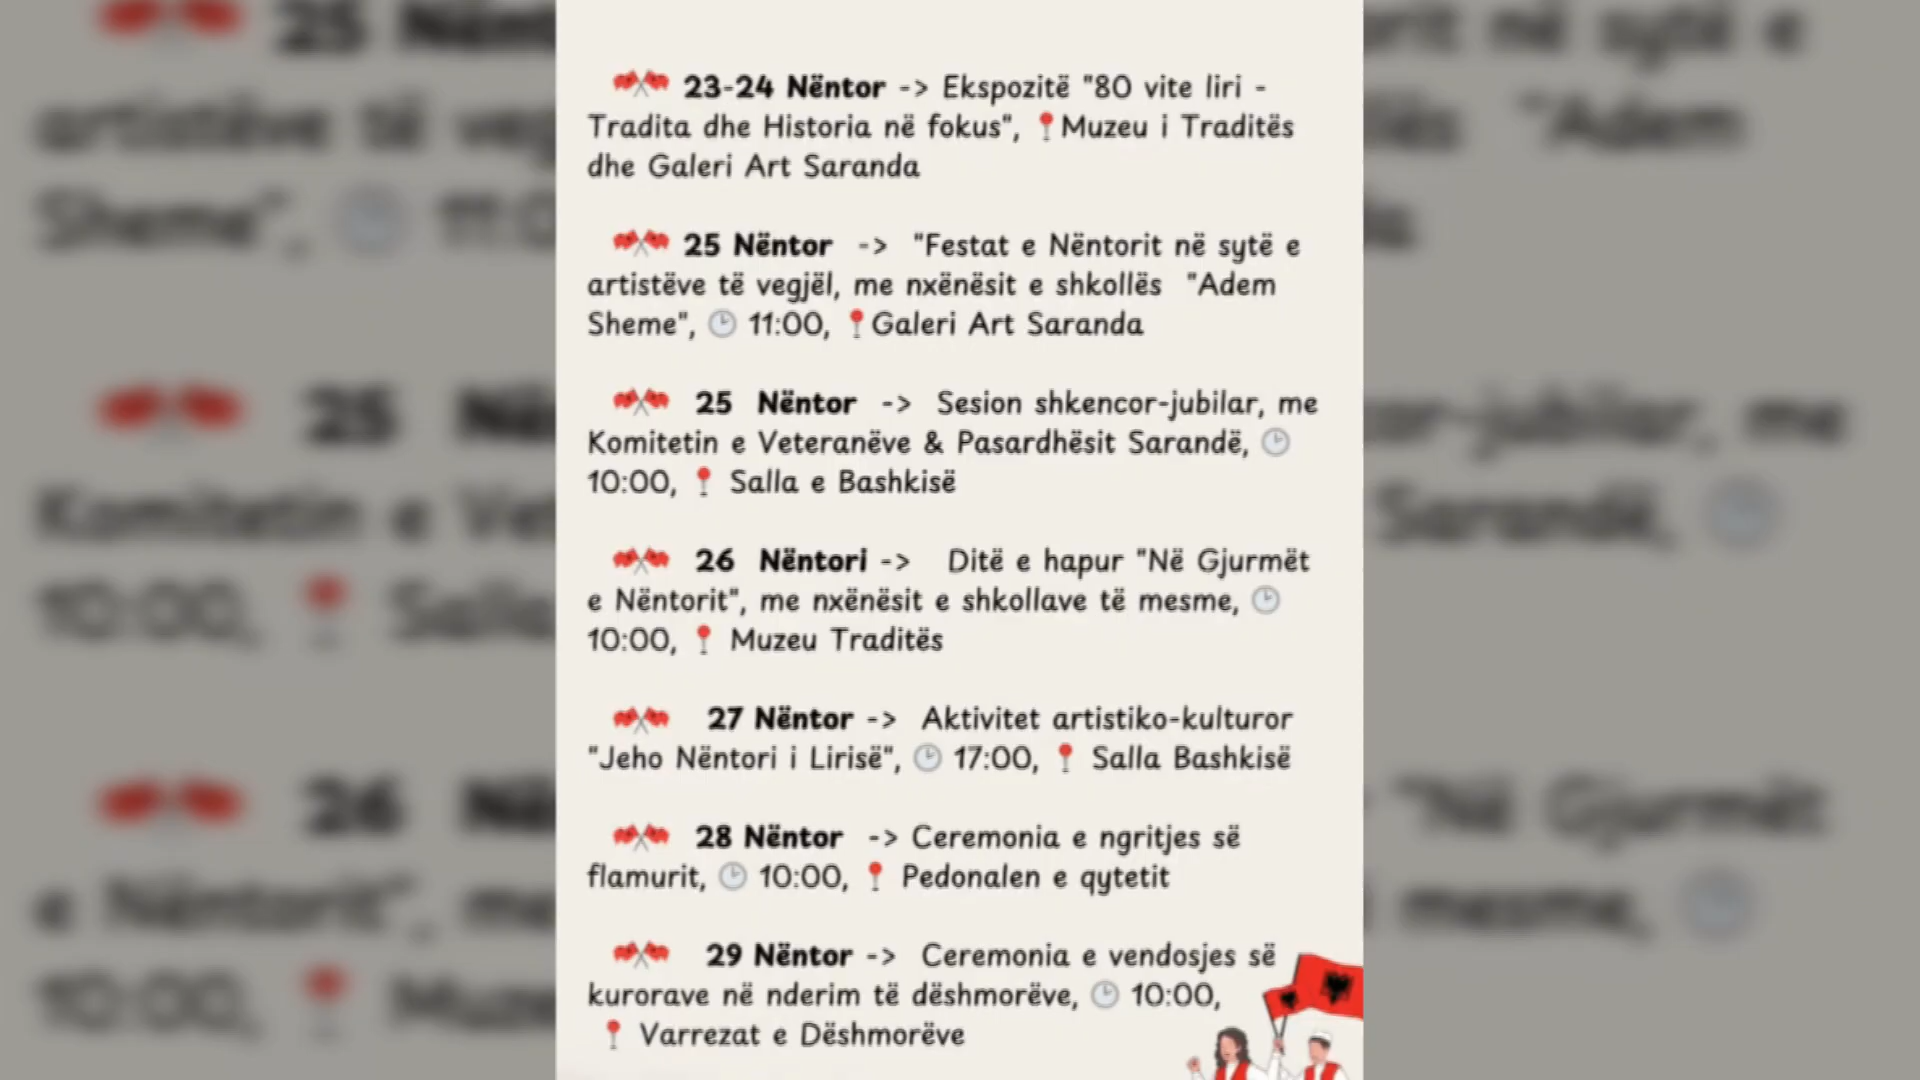 23-24 Nëntor -> Ekspozitë "80 vite liri -
Tradita dhe Historia në fokus", 📍Muzeu i Traditës
dhe Galeri Art Saranda
25 Nëntor -> "Festat e Nëntorit në sytë e
artistëve të vegjël, me nxënësit e shkollës "Adem
Sheme", 🕑 11:00, 📍Galeri Art Saranda
25 Nëntor -> Sesion shkencor-jubilar, me
Komitetin e Veteranëve & Pasardhësit Sarandë, 🕑
10:00, 📍 Salla e Bashkisë
26 Nëntori -> Ditë e hapur "Në Gjurmët
e Nëntorit", me nxënësit e shkollave të mesme, 🕑
10:00, 📍 Muzeu Traditës
27 Nëntor -> Aktivitet artistiko-kulturor
"Jeho Nëntori i Lirisë", 🕑 17:00, 📍 Salla Bashkisë
28 Nëntor -> Ceremonia e ngritjes së
flamurit, 🕑 10:00, 📍 Pedonalen e qytetit
29 Nëntor -> Ceremonia e vendosjes së
kurorave në nderim të dëshmorëve, 🕑 10:00,
📍 Varrezat e Dëshmorëve